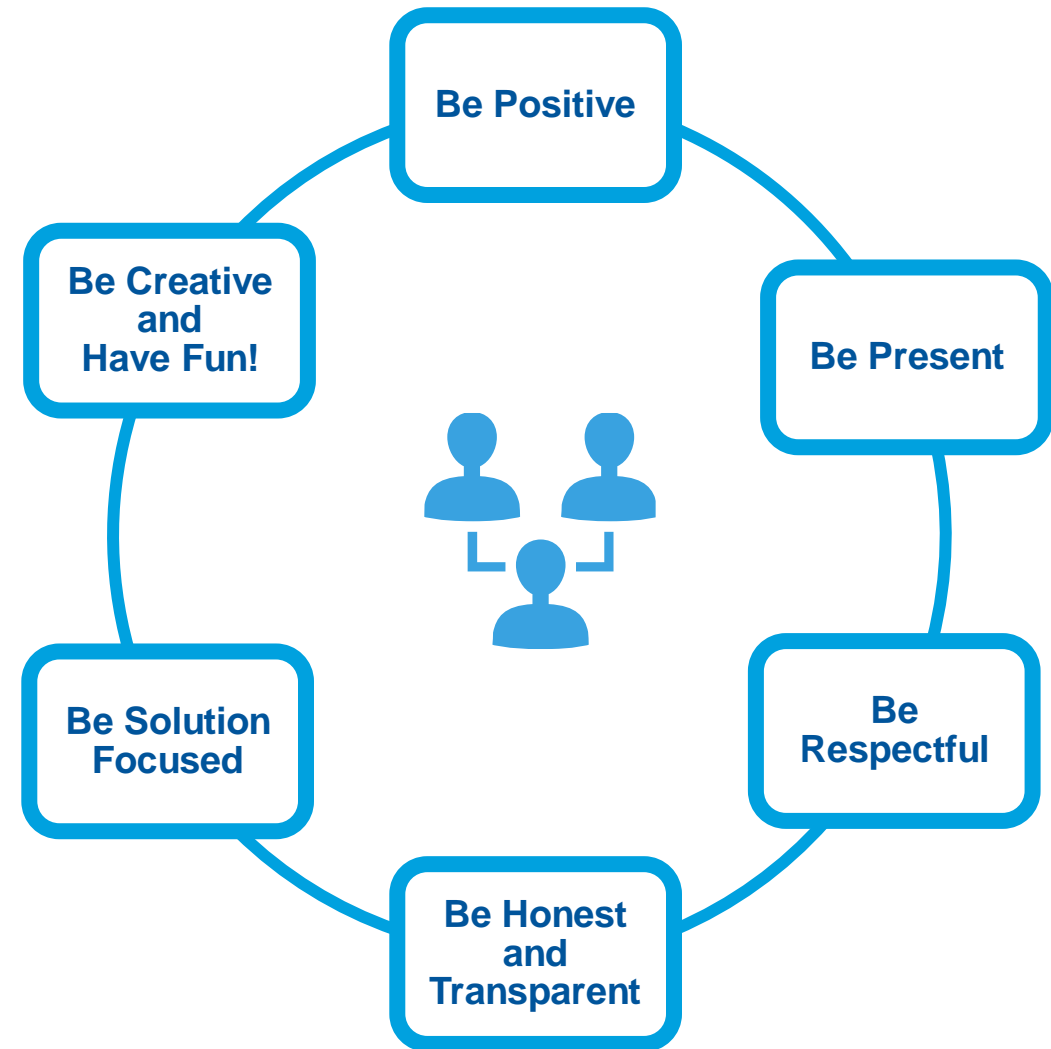 Be Positive
Be Present
Be
Respectful
Be Honest
and
Transparent
Be Solution
Focused
Be Creative
and
Have Fun!